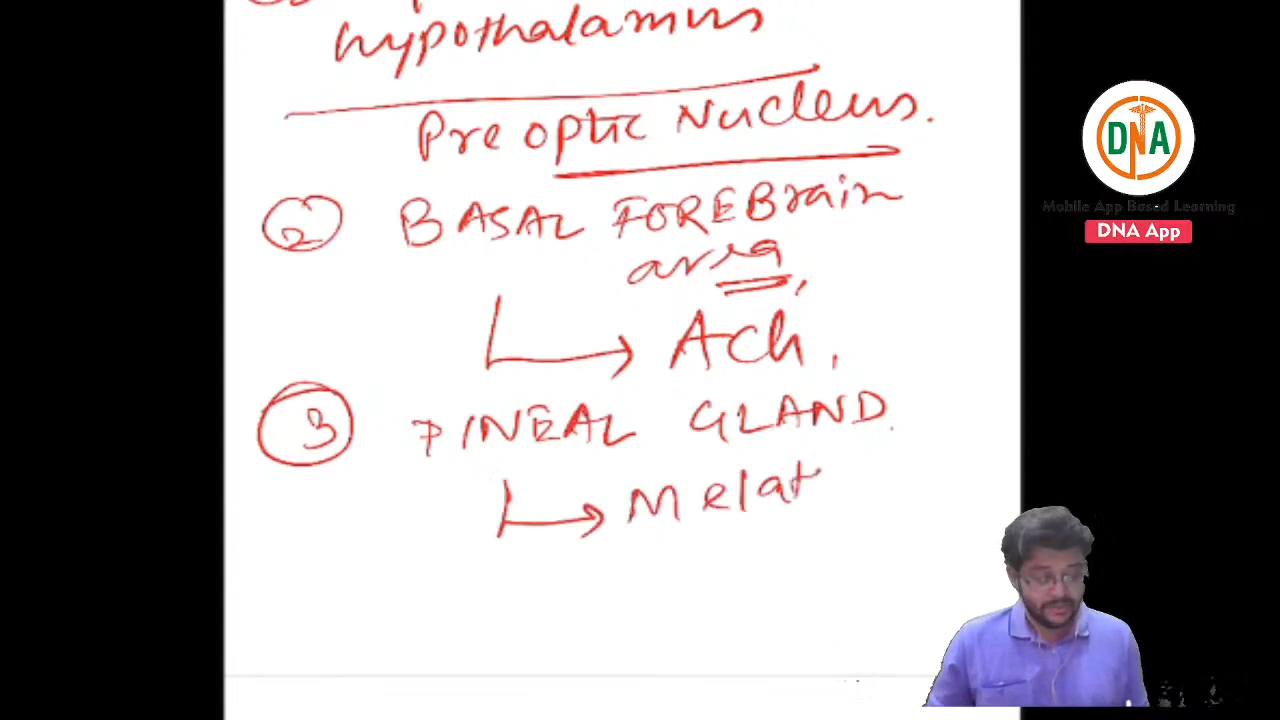 hypothalamus
Pre optic Nucleus.
② BASAL FOREBrain
area,
Ach,
③ PINEAL GLAND.
Melat
DNA
Mobile App Based Learning
DNA App